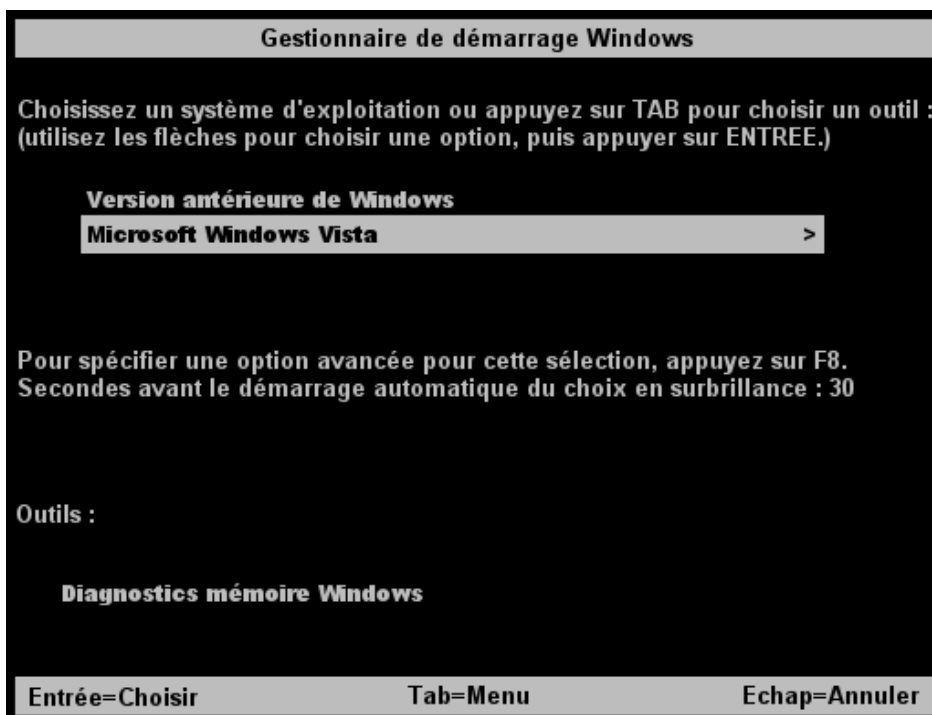 Gestionnaire de démarrage Windows
Choisissez un système d'exploitation ou appuyez sur TAB pour choisir un outil :
(utilisez les flèches pour choisir une option, puis appuyer sur ENTREE.)
Version antérieure de Windows
Microsoft Windows Vista >
Pour spécifier une option avancée pour cette sélection, appuyez sur F8.
Secondes avant le démarrage automatique du choix en surbrillance : 30
Outils :
Diagnostics mémoire Windows
Entrée=Choisir Tab=Menu Echap=Annuler